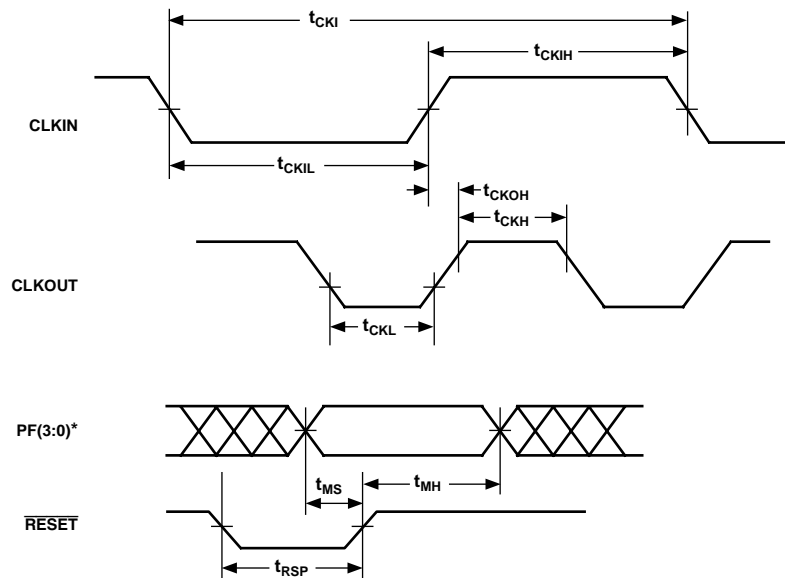 tCKI
tCKIH
CLKIN
tCKIL
tCKOH
tCKH
CLKOUT
tCKL
PF(3:0)*
tMS
tMH
RESET
tRSP